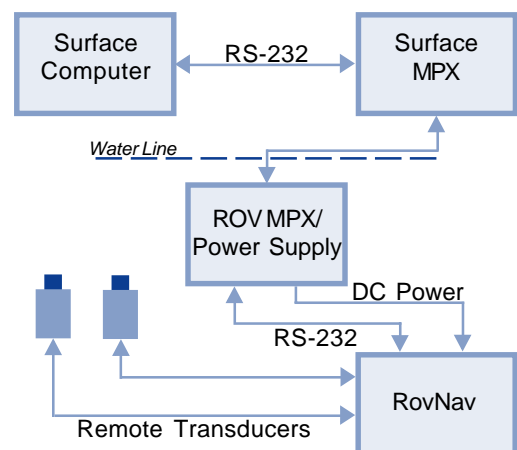 Surface
Computer
RS-232
Surface
MPX
Water Line
ROV MPX/
Power Supply
DC Power
RS-232
RovNav
Remote Transducers